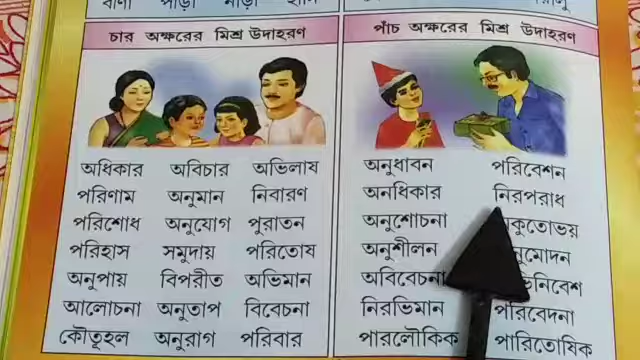 পাড়া
চার অক্ষরের মিশ্র উদাহরণ
অধিকার অবিচার অভিলাষ
পরিণাম অনুমান নিবারণ
পরিশোধ অনুযোগ পুরাতন
পরিহাস সমুদায় পরিতোষ
অনুপায় বিপরীত অভিমান
আলোচনা অনুতাপ বিবেচনা
কৌতূহল অনুরাগ পরিবার
পাঁচ অক্ষরের মিশ্র উদাহরণ
অনুধাবন পরিবেশন
অনধিকার নিরপরাধ
অনুশোচনা
অনুশীলন
অবিবেচনা
নিরভিমান পরিবেদনা
পারলৌকিক পারিতোষিক